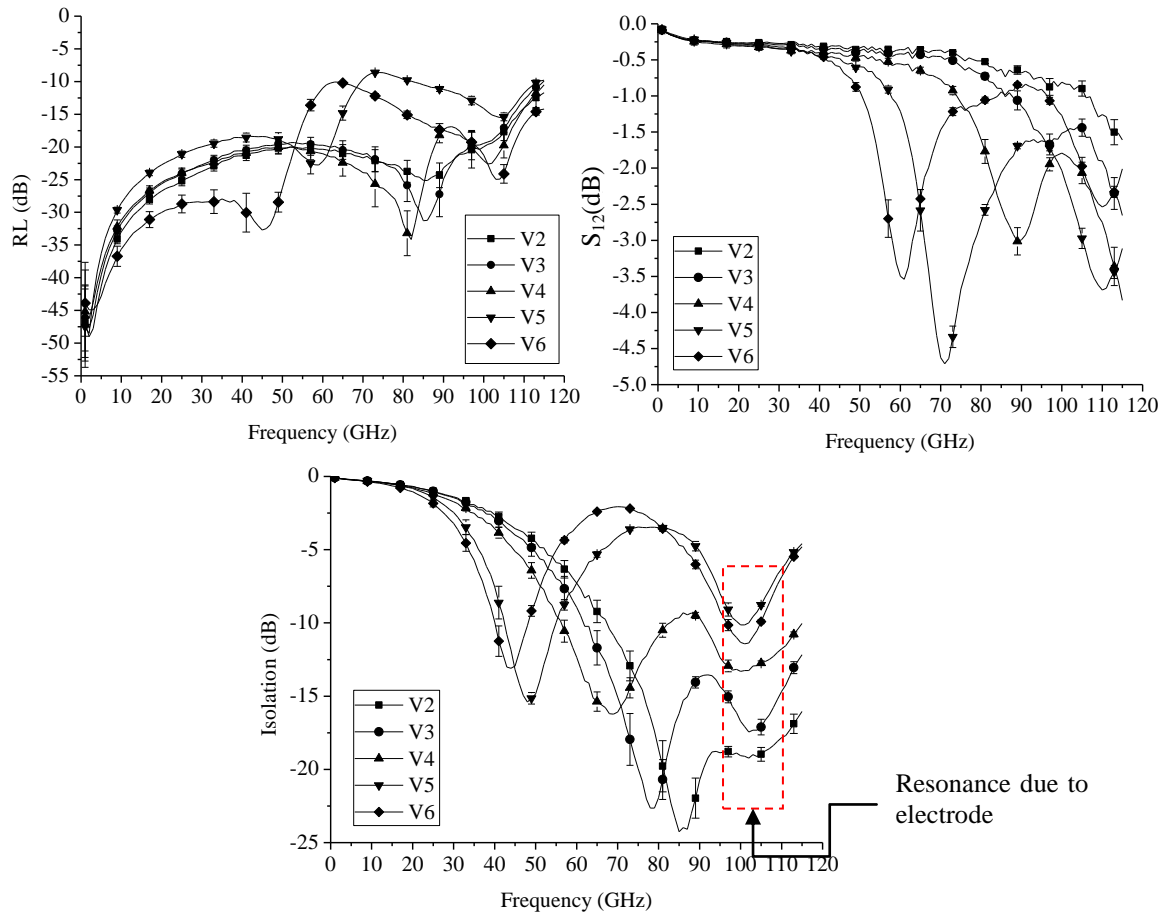 0
-5
-10
-15
-20
-25
-30
-35
-40
-45
-50
-55
RL (dB)
V2
V3
V4
V5
V6
0 10 20 30 40 50 60 70 80 90 100 110 120
Frequency (GHz)
0.0
-0.5
-1.0
-1.5
-2.0
-2.5
-3.0
-3.5
-4.0
-4.5
-5.0
S12(dB)
V2
V3
V4
V5
V6
0 10 20 30 40 50 60 70 80 90 100 110 120
Frequency (GHz)
0
-5
-10
-15
-20
-25
Isolation (dB)
V2
V3
V4
V5
V6
0 10 20 30 40 50 60 70 80 90 100 110 120
Frequency (GHz)
Resonance due to
electrode